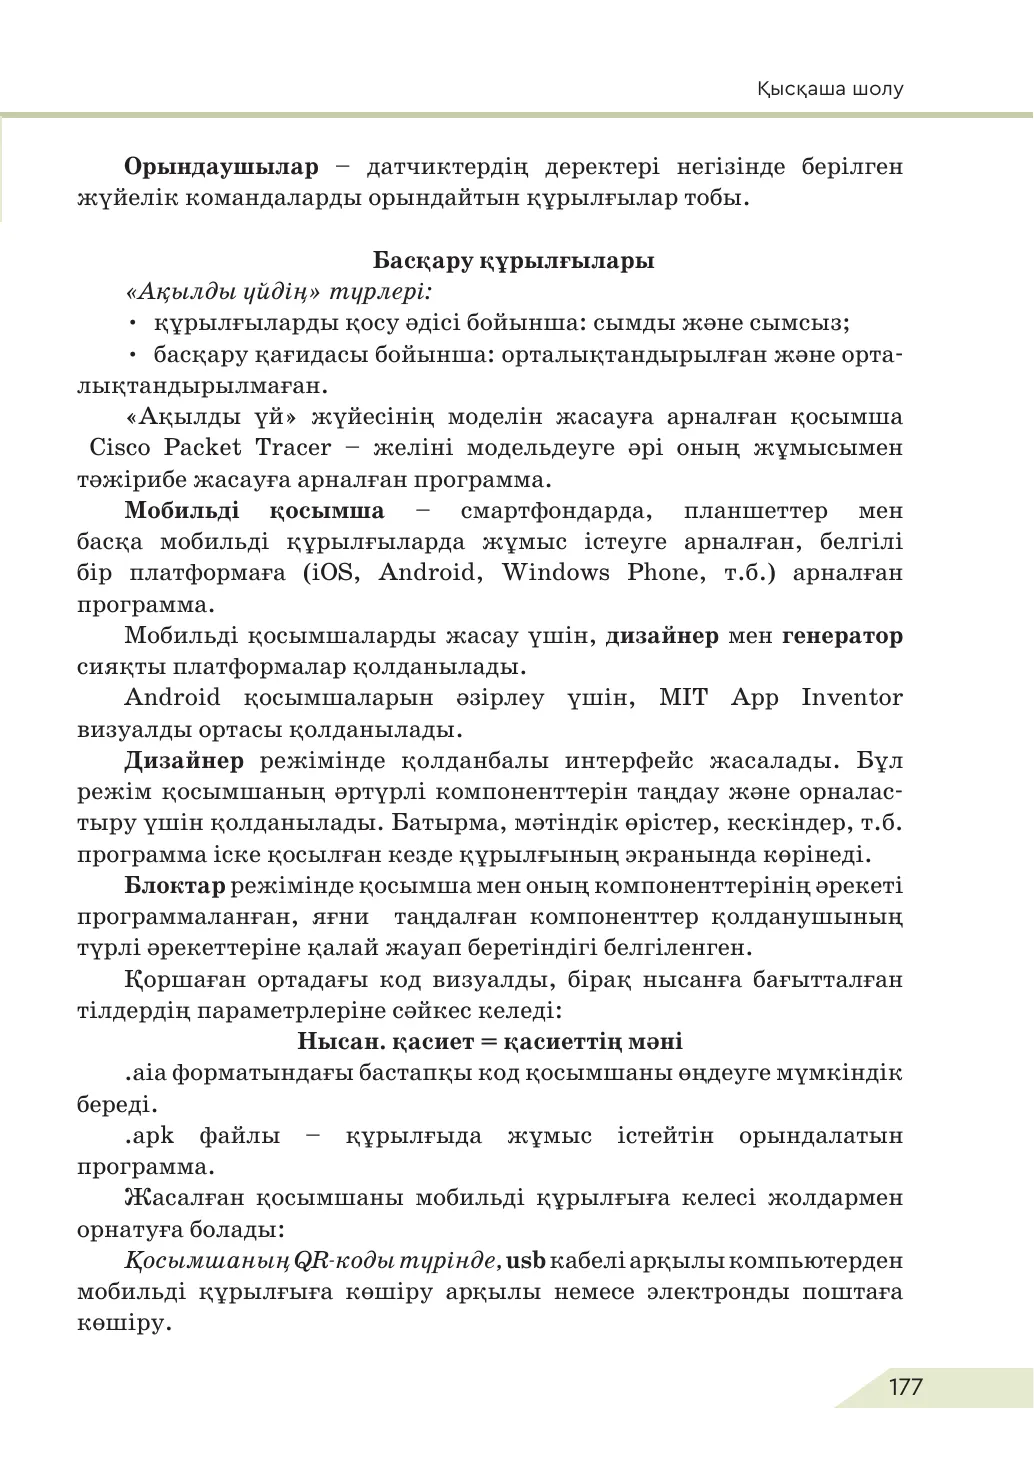 Қысқаша шолу
Орындаушылар – датчиктердің деректері негізінде берілген
жүйелік командаларды орындайтын құрылғылар тобы.
Басқару құрылғылары
«Ақылды үйдің» түрлері:
• құрылғыларды қосу әдісі бойынша: сымды және сымсыз;
• басқару қағидасы бойынша: орталықтандырылған және орта-
лықтандырылмаған.
«Ақылды үй» жүйесінің моделін жасауға арналған қосымша
Cisco Packet Tracer – желіні модельдеуге әрі оның жұмысымен
тәжірибе жасауға арналған программа.
Мобильді қосымша – смартфондарда, планшеттер мен
басқа мобильді құрылғыларда жұмыс істеуге арналған, белгілі
бір платформаға (iOS, Android, Windows Phone, т.б.) арналған
программа.
Мобильді қосымшаларды жасау үшін, дизайнер мен генератор
сияқты платформалар қолданылады.
Android қосымшаларын әзірлеу үшін, MIT App Inventor
визуалды ортасы қолданылады.
Дизайнер режімінде қолданбалы интерфейс жасалады. Бұл
режім қосымшаның әртүрлі компоненттерін таңдау және орналас-
тыру үшін қолданылады. Батырма, мәтіндік өрістер, кескіндер, т.б.
программа іске қосылған кезде құрылғының экранында көрінеді.
Блоктар режімінде қосымша мен оның компоненттерінің әрекеті
программаланған, яғни таңдалған компоненттер қолданушының
түрлі әрекеттеріне қалай жауап беретіндігі белгіленген.
Қоршаған ортадағы код визуалды, бірақ нысанға бағытталған
тілдердің параметрлеріне сәйкес келеді:
Нысан. қасиет = қасиеттің мәні
.aia форматындағы бастапқы код қосымшаны өңдеуге мүмкіндік
береді.
.apk файлы – құрылғыда жұмыс істейтін орындалатын
программа.
Жасалған қосымшаны мобильді құрылғыға келесі жолдармен
орнатуға болады:
Қосымшаның QR-коды түрінде, usb кабелі арқылы компьютерден
мобильді құрылғыға көшіру арқылы немесе электронды поштаға
көшіру.
177